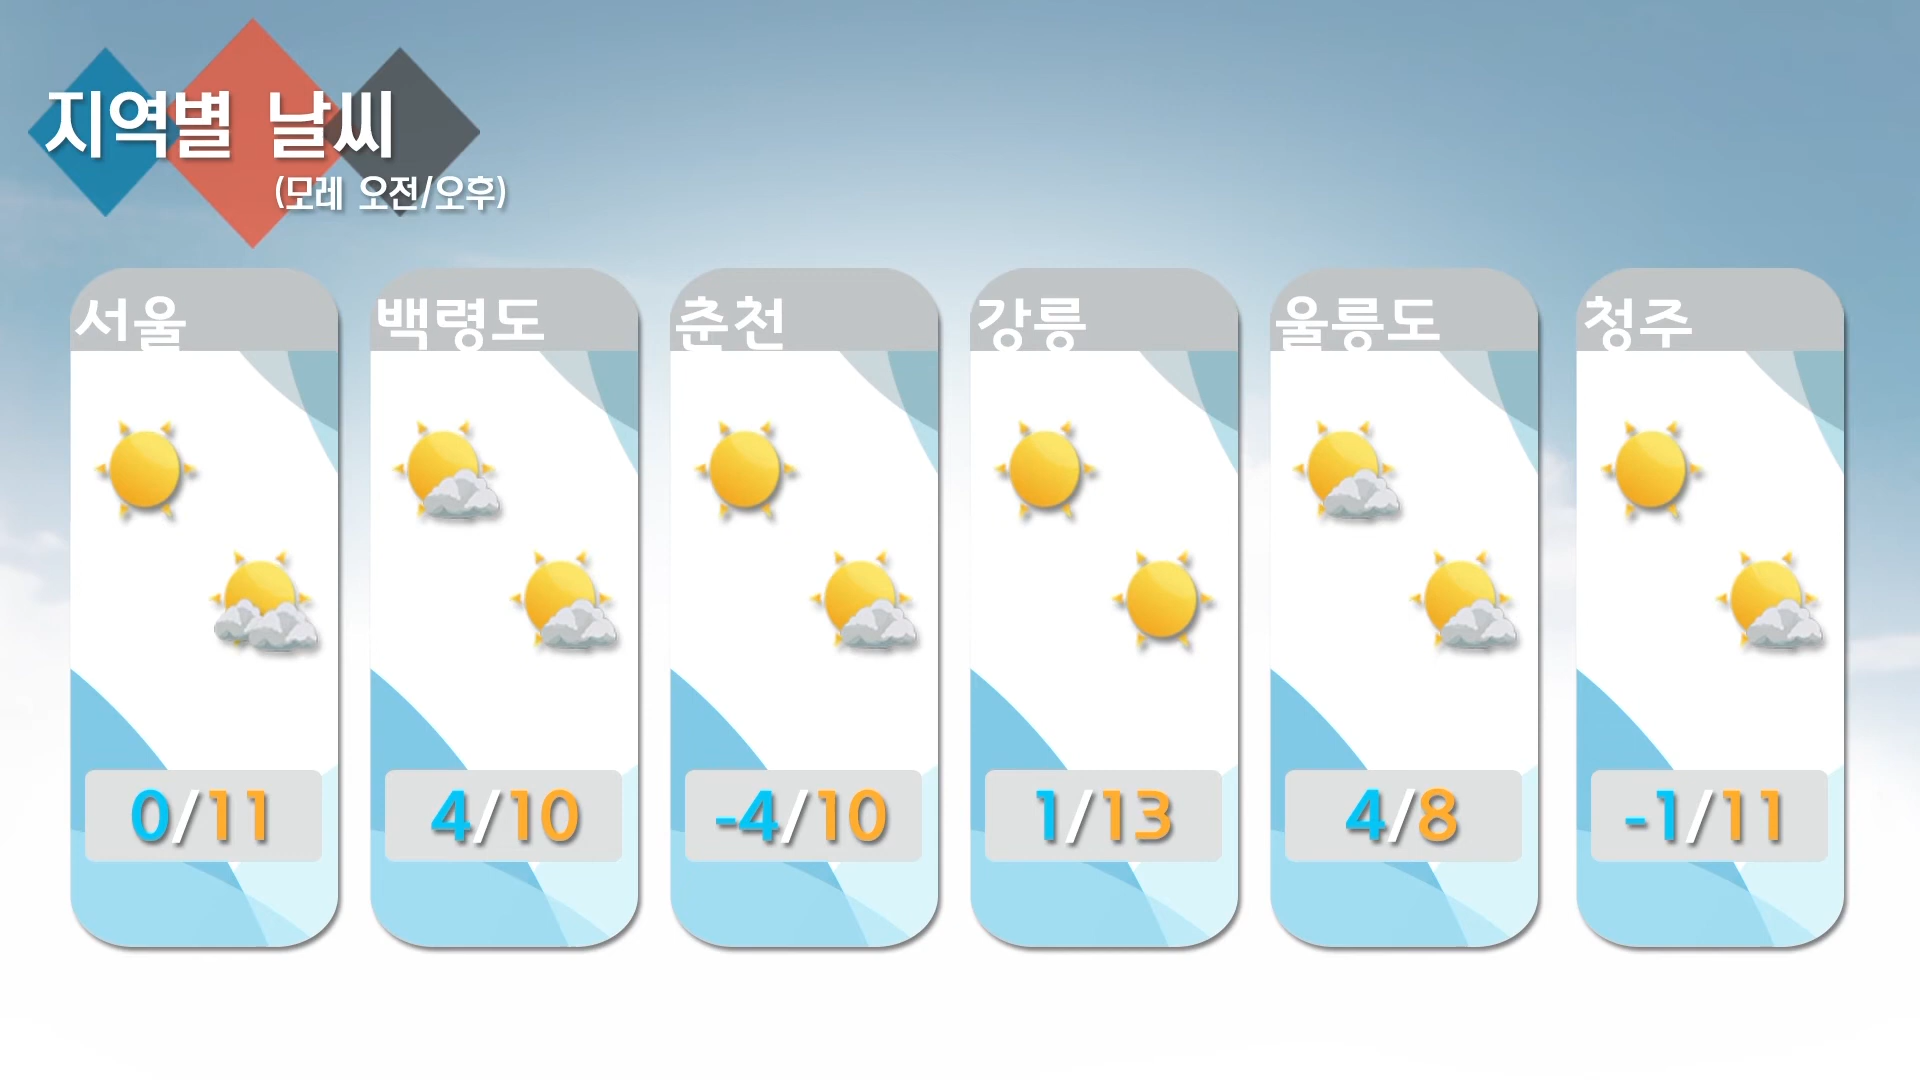 지역별 날씨
(모레 오전/오후)
서울
백령도
춘천
강릉
울릉도
청주
0/11
4/10
-4/10
1/13
4/8
-1/11